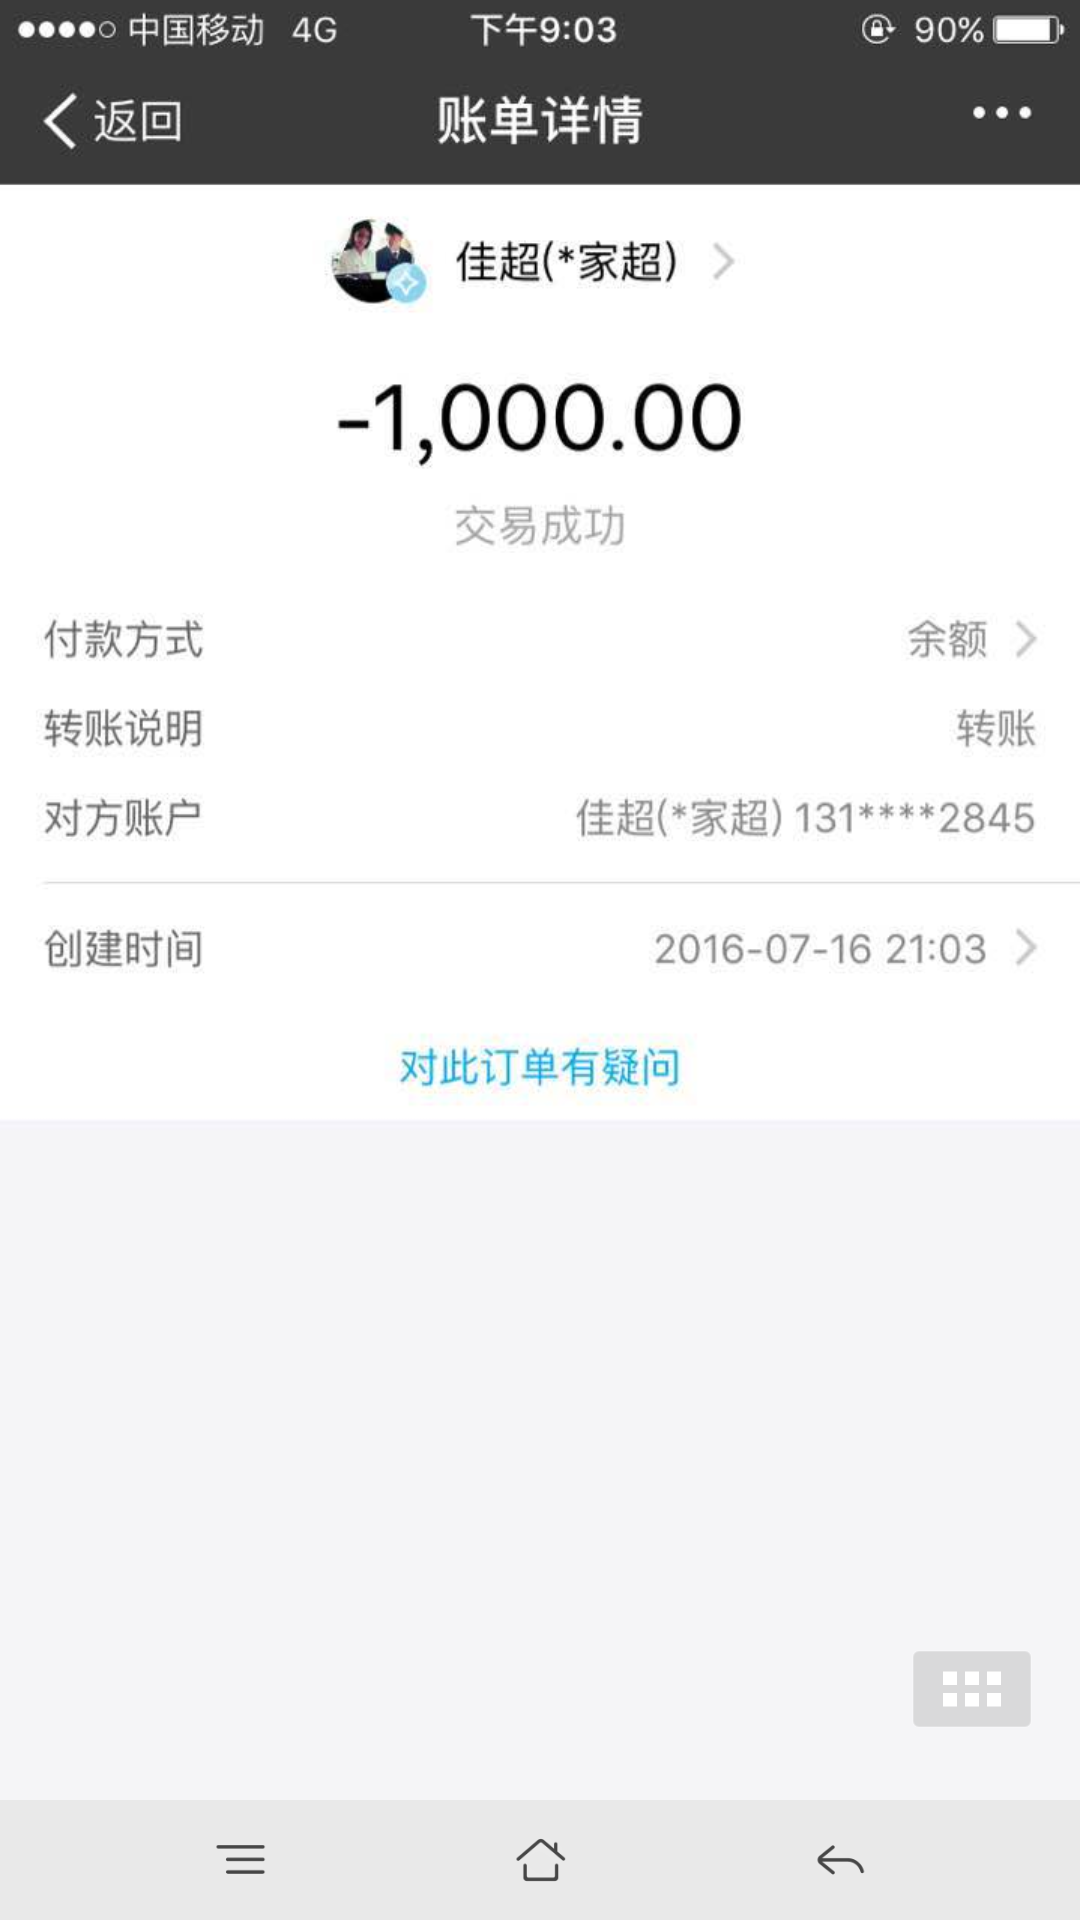 中国移动 4G 下午9:03 90%
返回 账单详情
佳超(*家超)
-1,000.00
交易成功
付款方式 余额
转账说明 转账
对方账户 佳超(*家超) 131****2845
创建时间 2016-07-16 21:03
对此订单有疑问